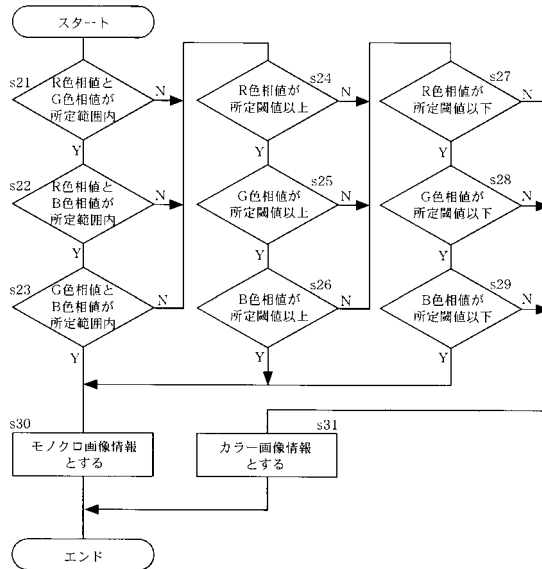 スタート
s21
R色相値と
G色相値が
所定範囲内
N
Y
s22
R色相値と
B色相値が
所定範囲内
N
Y
s23
G色相値と
B色相値が
所定範囲内
N
Y
s24
R色相値が
所定閾値以上
N
Y
s25
G色相値が
所定閾値以上
N
Y
s26
B色相値が
所定閾値以上
N
Y
s27
R色相値が
所定閾値以下
N
Y
s28
G色相値が
所定閾値以下
N
Y
s29
B色相値が
所定閾値以下
N
Y
s30
モノクロ画像情報
とする
s31
カラー画像情報
とする
エンド